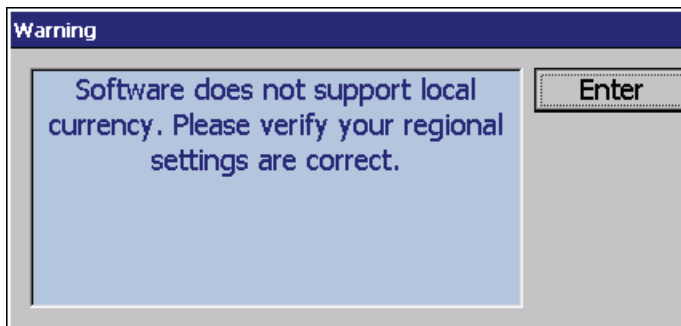 Warning
Software does not support local
currency. Please verify your regional
settings are correct.
Enter